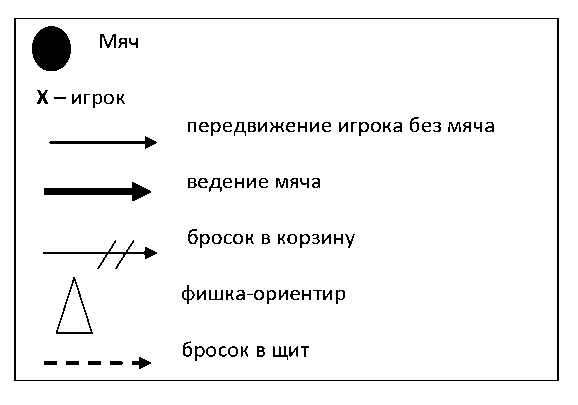 Мяч
X – игрок
передвижение игрока без мяча
ведение мяча
бросок в корзину
фишка-ориентир
бросок в щит